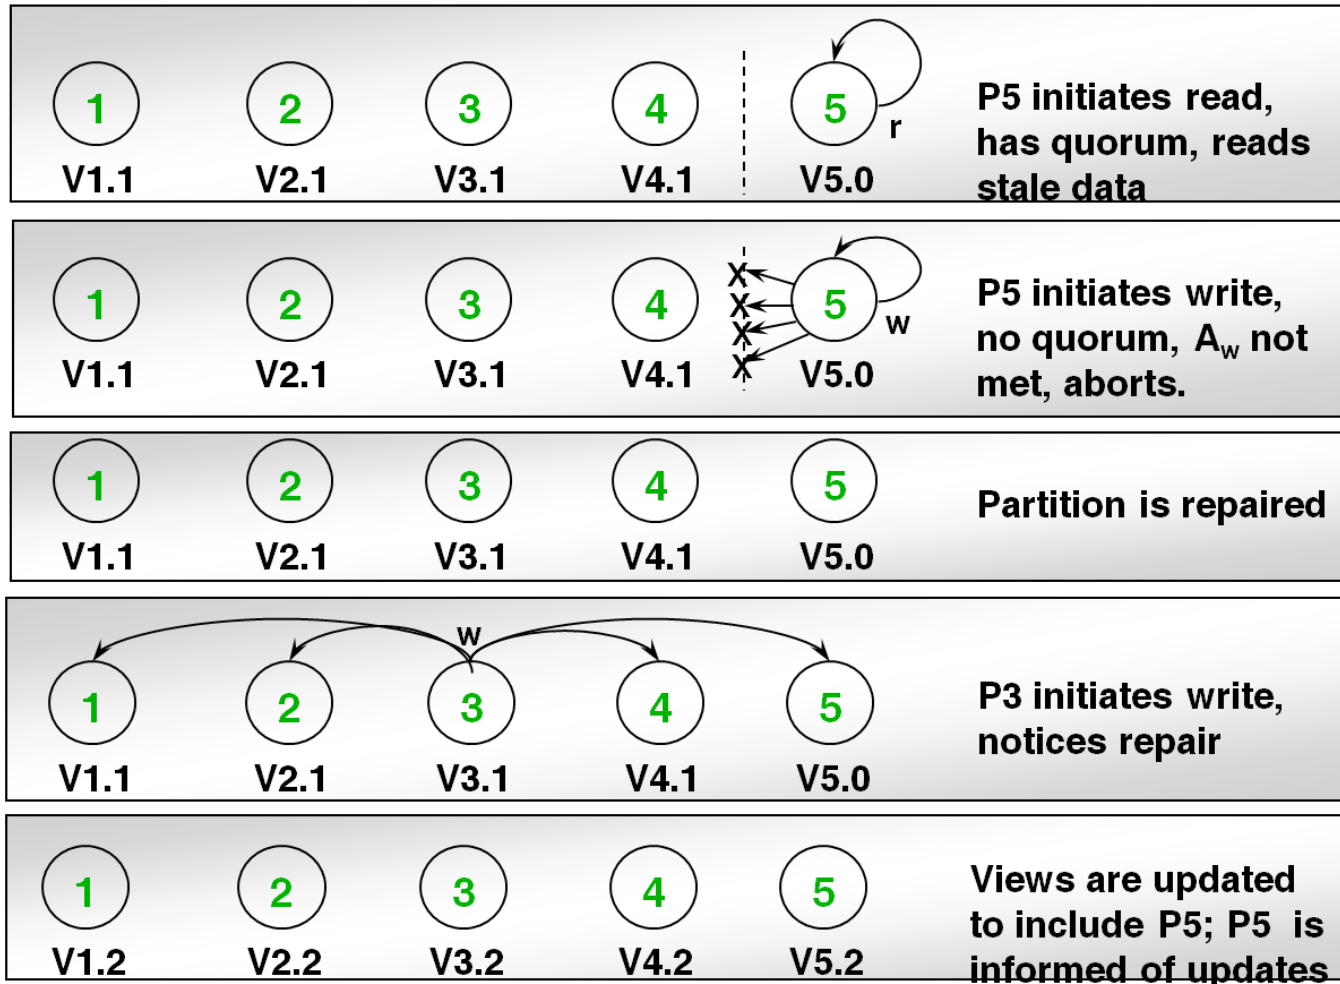 1 2 3 4 5
r
V1.1 V2.1 V3.1 V4.1 V5.0
P5 initiates read,
has quorum, reads
stale data
1 2 3 4 5
X
X
X
X
w
V1.1 V2.1 V3.1 V4.1 V5.0
P5 initiates write,
no quorum, Aw not
met, aborts.
1 2 3 4 5
V1.1 V2.1 V3.1 V4.1 V5.0
Partition is repaired
w
1 2 3 4 5
V1.1 V2.1 V3.1 V4.1 V5.0
P3 initiates write,
notices repair
1 2 3 4 5
V1.2 V2.2 V3.2 V4.2 V5.2
Views are updated
to include P5; P5 is
informed of updates